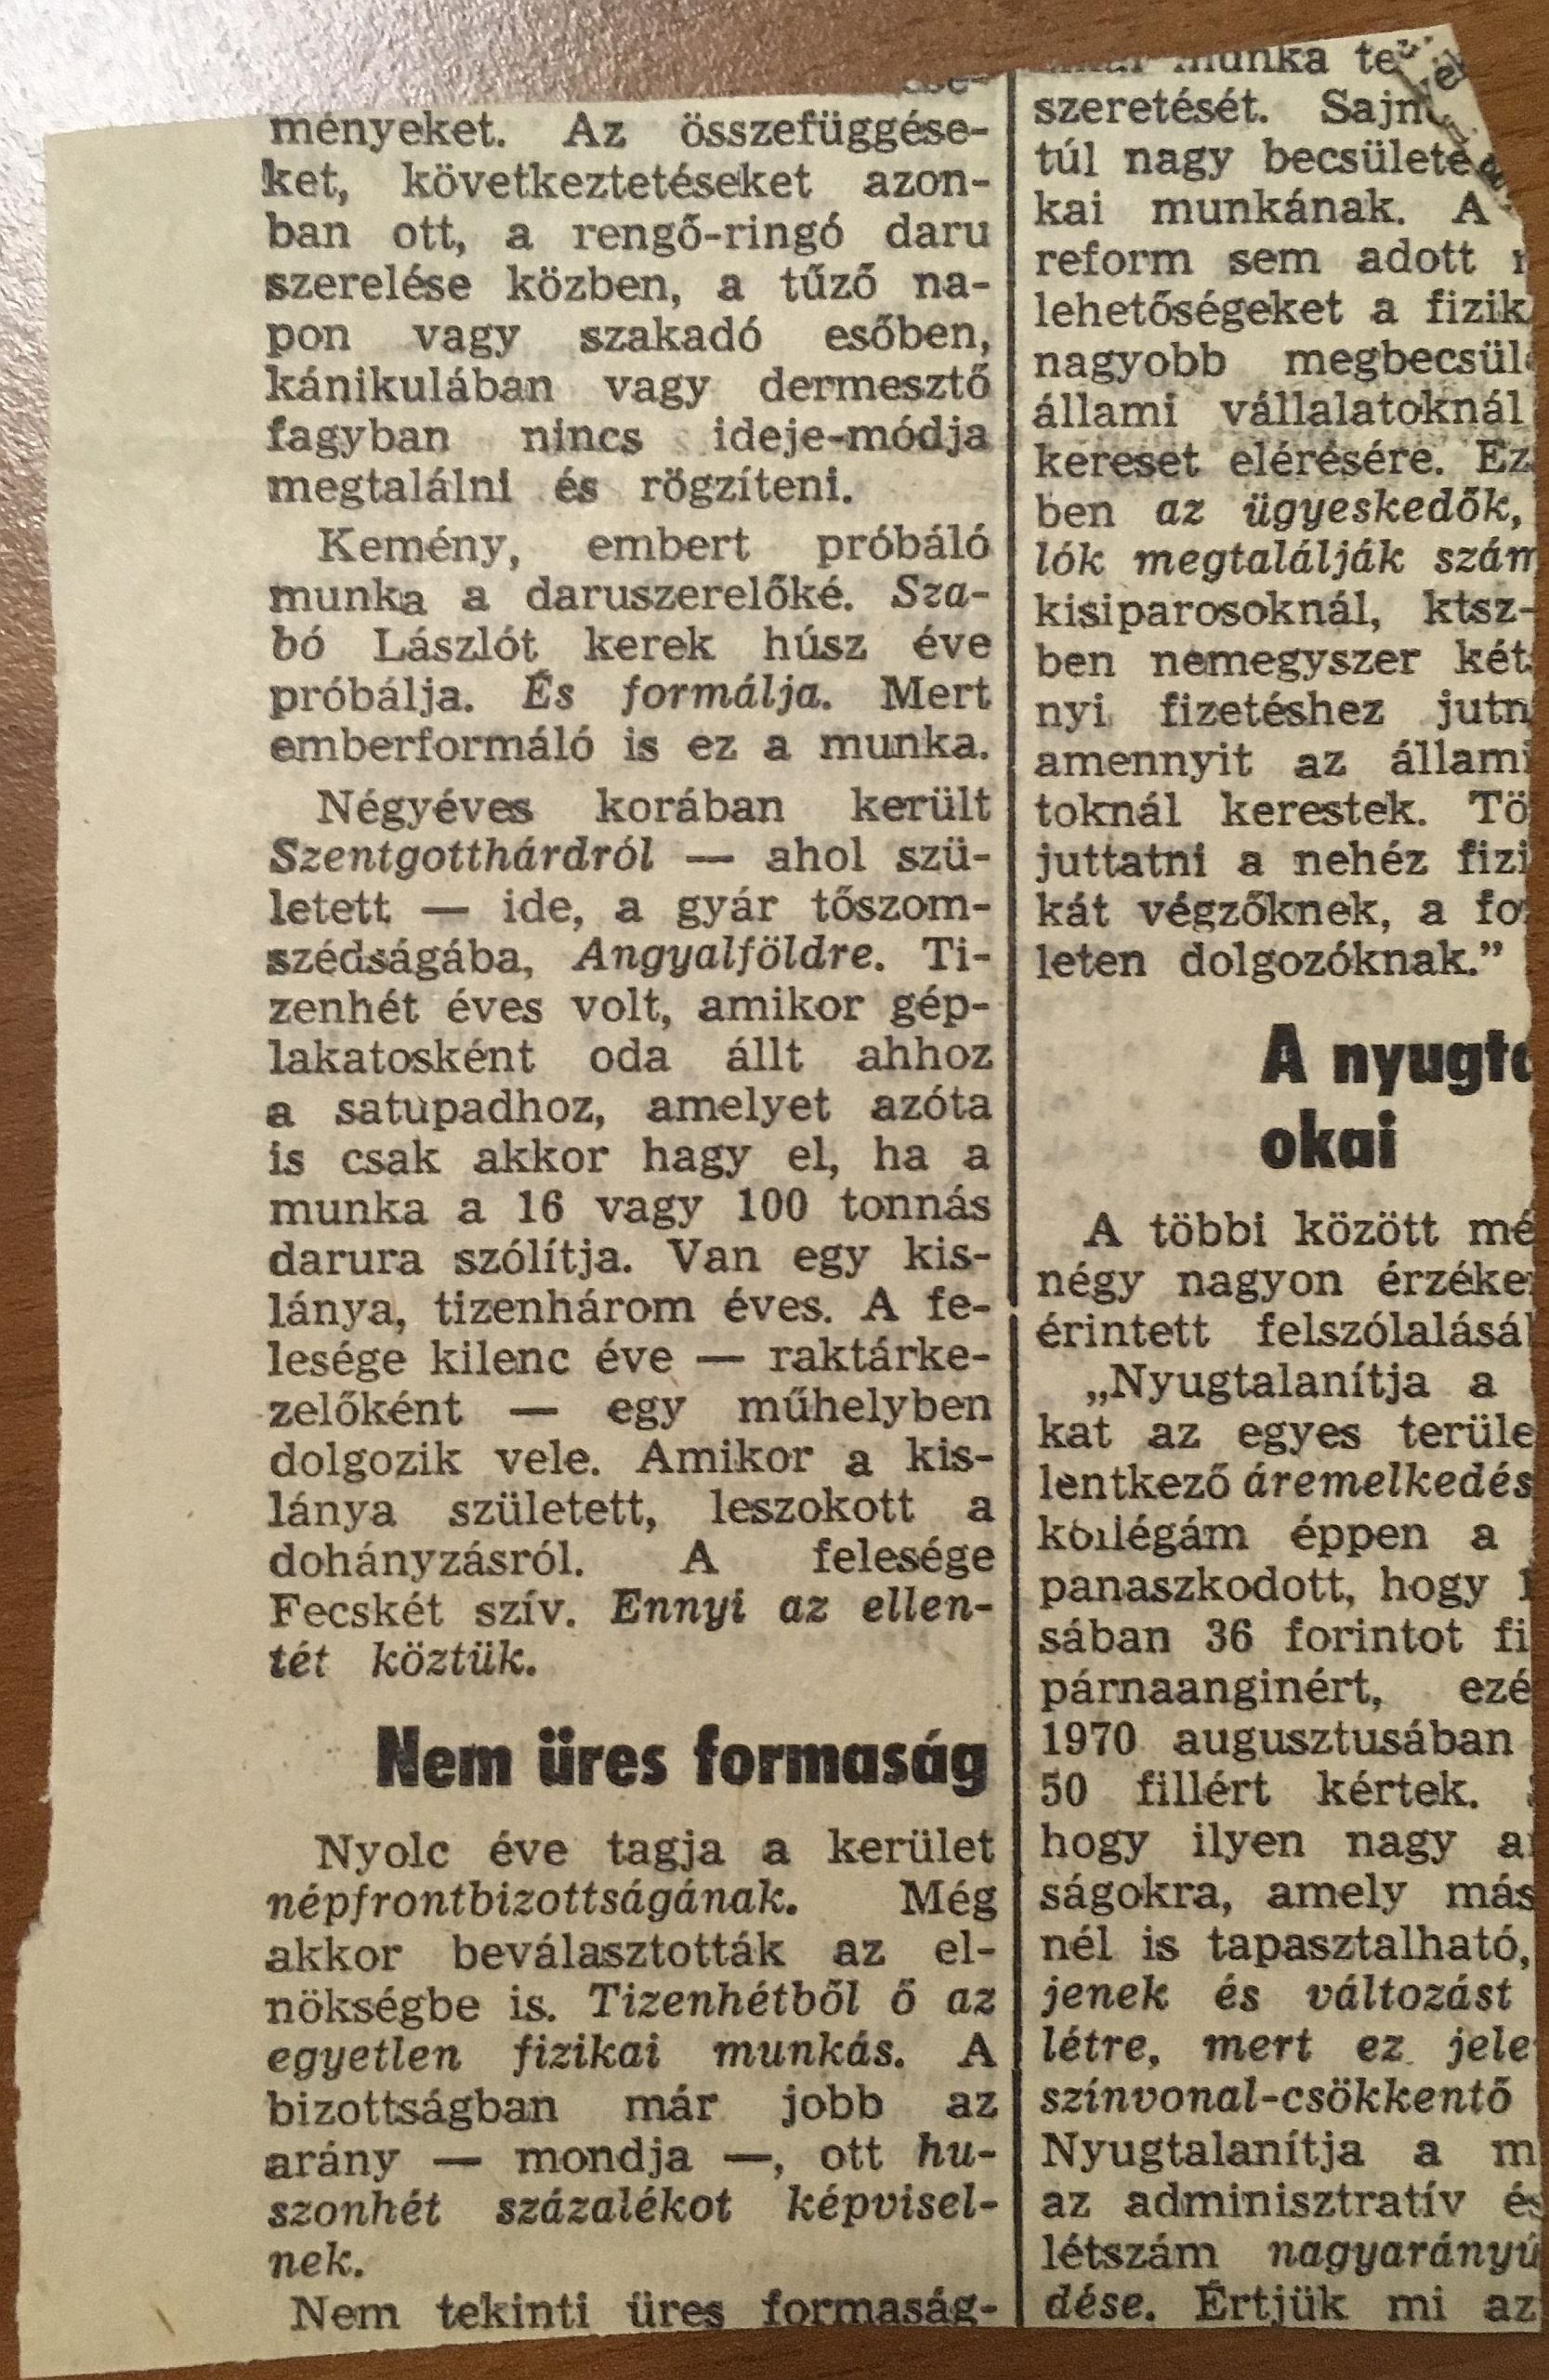 ményeket. Az összefüggése-
ket, következtetéseket azon-
ban ott, a rengő-ringó daru
szerelése közben, a tűző na-
pon vagy szakadó esőben,
kánikulában vagy dermesztő
fagyban nincs ideje-módja
megtalálni és rögzíteni.
Kemény, embert próbáló
munka a daruszerelőké. Sza-
bó Lászlót kerek húsz éve
próbálja. És formálja. Mert
emberformáló is ez a munka.
Négyéves korában került
Szentgotthárdról — ahol szü-
letett — ide, a gyár tőszom-
szédságába, Angyalföldre. Ti-
zenhét éves volt, amikor gép-
lakatosként oda állt ahhoz
a satupadhoz, amelyet azóta
is csak akkor hagy el, ha a
munka a 16 vagy 100 tonnás
darura szólítja. Van egy kis-
lánya, tizenhárom éves. A fe-
lesége kilenc éve — raktárke-
zelőként — egy műhelyben
dolgozik vele. Amikor a kis-
lánya született, leszokott a
dohányzásról. A felesége
Fecskét szív. Ennyi az ellen-
tét köztük.
Nem üres formaság
Nyolc éve tagja a kerület
népfrontbizottságának. Még
akkor beválasztották az el-
nökségbe is. Tizenhétből ő az
egyetlen fizikai munkás. A
bizottságban már jobb az
arány — mondja —, ott hu-
szonhét százalékot képvisel-
nek.
Nem tekinti üres formaság-
munka te
szeretését. Sajn
túl nagy becsülete
kai munkának. A
reform sem adott
lehetőségeket a fizik
nagyobb megbecsül
állami vállalatoknál
kereset elérésére. Ez
ben az ügyeskedők,
lók megtalálják szám
kisiparosoknál, ktsz-
ben nemegyszer két
nyi fizetéshez jutn
amennyit az állami
toknál kerestek. Tö
juttatni a nehéz fizi
kát végzőknek, a fo
leten dolgozóknak.”
A nyugta
okai
A többi között mé
négy nagyon érzéke
érintett felszólalásá
„Nyugtalanítja a
kat az egyes terüle
lentkező áremelkedés
kollégám éppen a
panaszkodott, hogy 1
sában 36 forintot fi
párnaanginért, ezé
1970 augusztusában
50 fillért kértek.
hogy ilyen nagy a
ságokra, amely más
nél is tapasztalható,
jenek és változást
létre, mert ez jele
színvonal-csökkentő
Nyugtalanítja a m
az adminisztratív és
létszám nagyarányú
dése. Értjük mi az